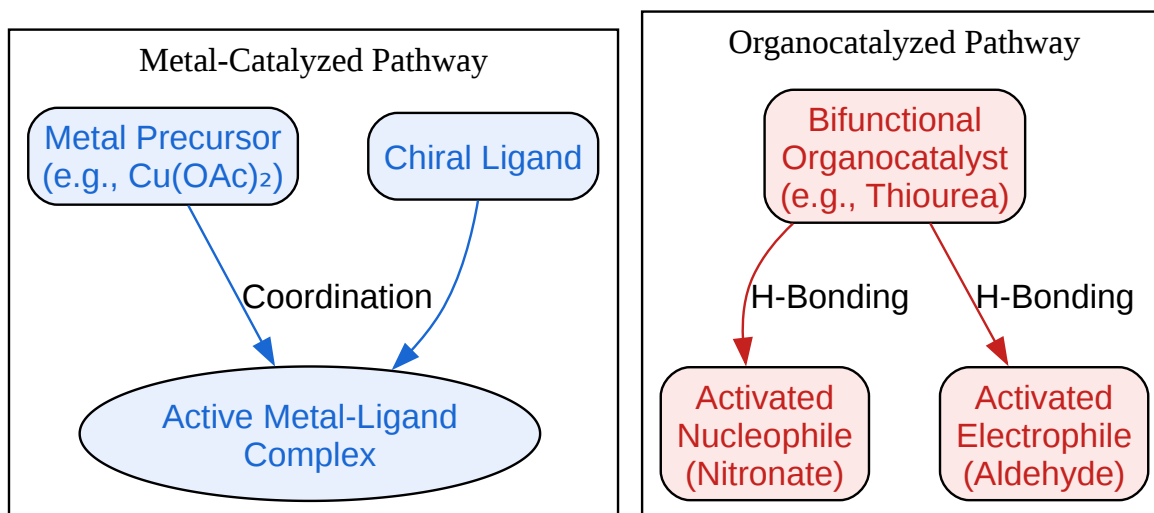 Metal-Catalyzed Pathway
Metal Precursor
(e.g., Cu(OAc)₂)
Chiral Ligand
Coordination
Active Metal-Ligand
Complex
Organocatalyzed Pathway
Bifunctional
Organocatalyst
(e.g., Thiourea)
H-Bonding
H-Bonding
Activated
Nucleophile
(Nitronate)
Activated
Electrophile
(Aldehyde)